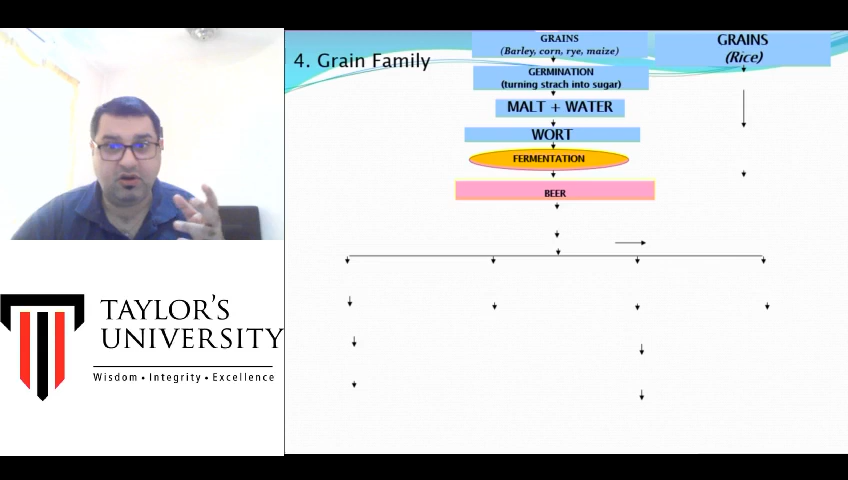 4. Grain Family
GRAINS
(Barley, corn, rye, maize)
GERMINATION
(turning strach into sugar)
MALT + WATER
WORT
FERMENTATION
BEER
GRAINS
(Rice)
TAYLOR'S
UNIVERSITY
Wisdom • Integrity • Excellence